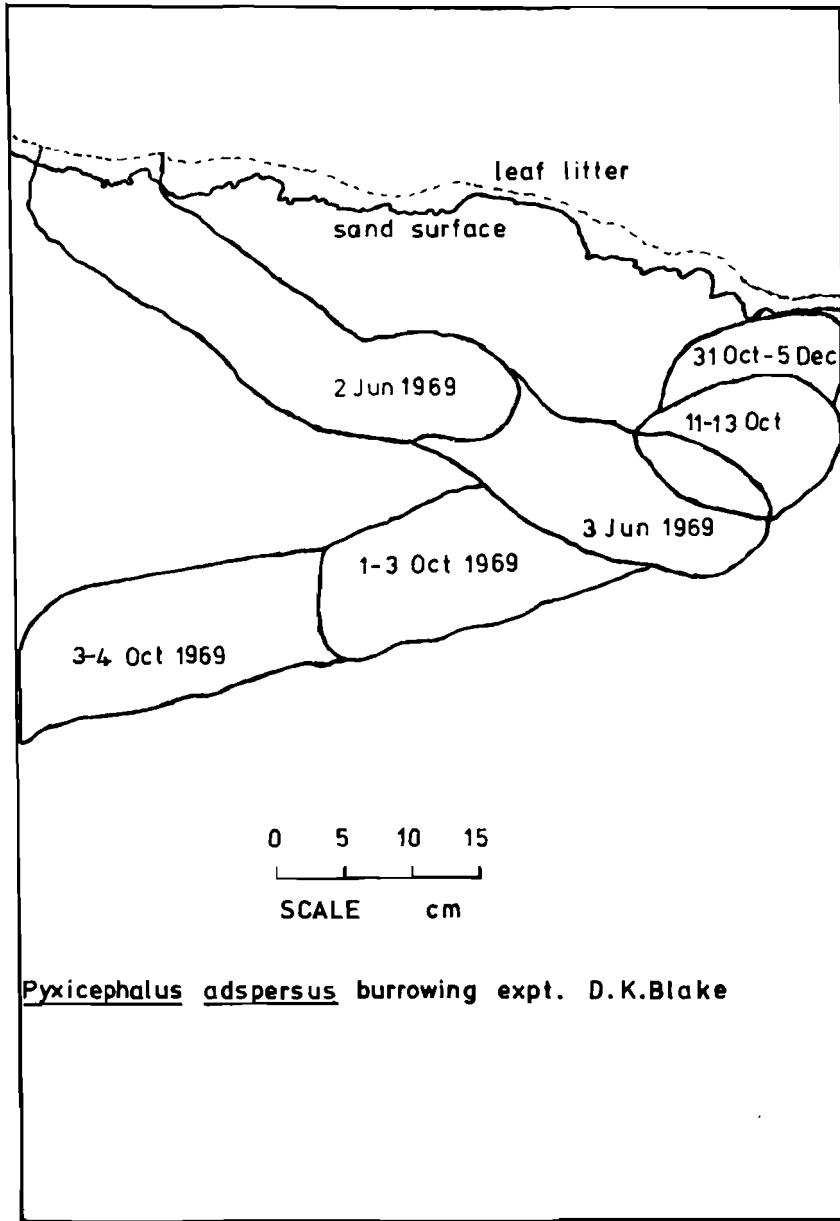 leaf litter
sand surface
31 Oct-5 Dec
2 Jun 1969
11-13 Oct
3 Jun 1969
1-3 Oct 1969
3-4 Oct 1969
0 5 10 15
SCALE cm
Pyxicephalus adspersus burrowing expt. D.K.Blake